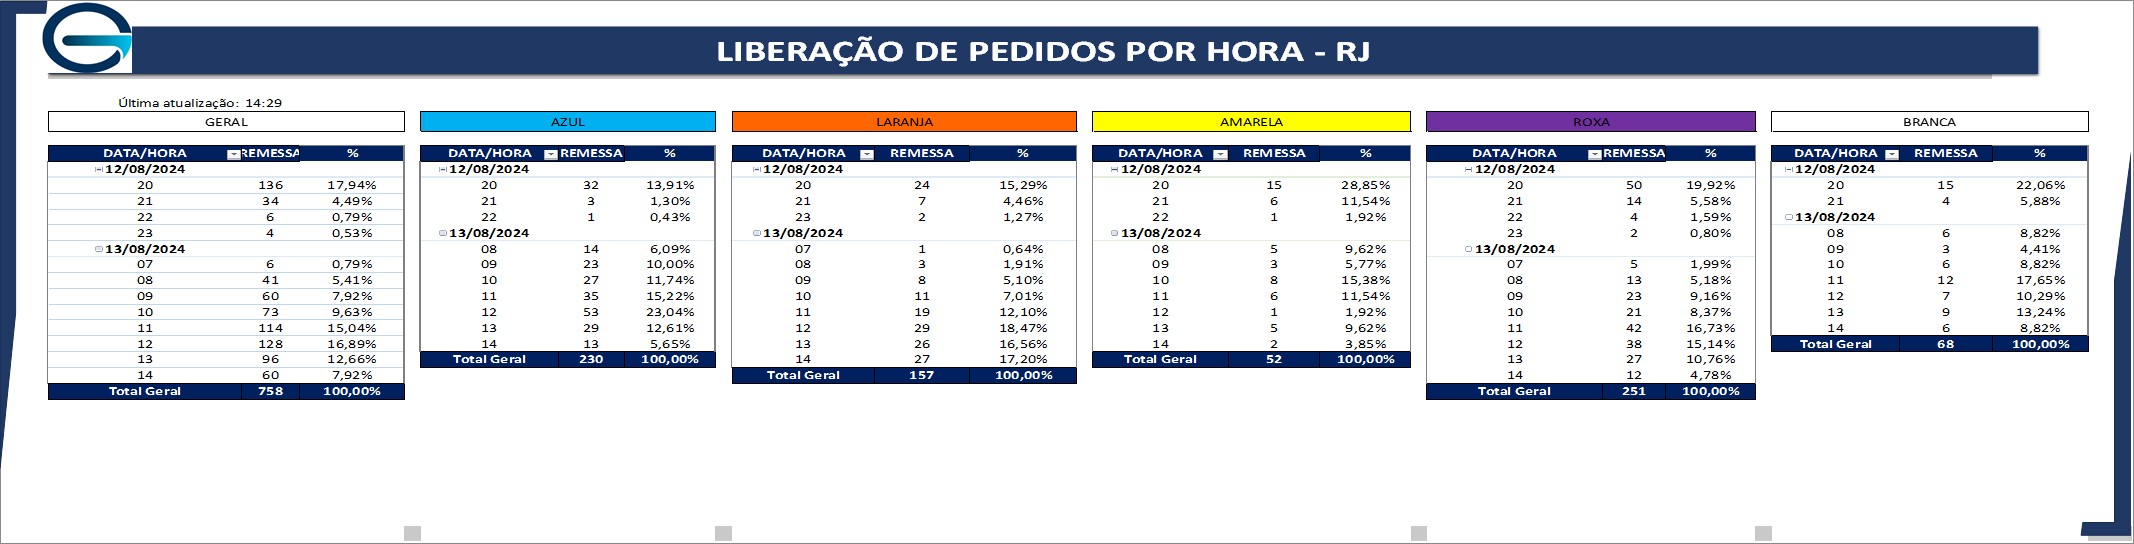 LIBERAÇÃO DE PEDIDOS POR HORA - RJ
Última atualização: 14:29
GERAL
DATA/HORA REMESSA %
12/08/2024
20 136 17,94%
21 34 4,49%
22 6 0,79%
23 4 0,53%
13/08/2024
07 6 0,79%
08 41 5,41%
09 60 7,92%
10 73 9,63%
11 114 15,04%
12 128 16,89%
13 96 12,66%
14 60 7,92%
Total Geral 758 100,00%
AZUL
DATA/HORA REMESSA %
12/08/2024
20 32 13,91%
21 3 1,30%
22 1 0,43%
13/08/2024
08 14 6,09%
09 23 10,00%
10 27 11,74%
11 35 15,22%
12 53 23,04%
13 29 12,61%
14 13 5,65%
Total Geral 230 100,00%
LARANJA
DATA/HORA REMESSA %
12/08/2024
20 24 15,29%
21 7 4,46%
23 2 1,27%
13/08/2024
07 1 0,64%
08 3 1,91%
09 8 5,10%
10 11 7,01%
11 19 12,10%
12 29 18,47%
13 26 16,56%
14 27 17,20%
Total Geral 157 100,00%
AMARELA
DATA/HORA REMESSA %
12/08/2024
20 15 28,85%
21 6 11,54%
22 1 1,92%
13/08/2024
08 5 9,62%
09 3 5,77%
10 8 15,38%
11 6 11,54%
12 1 1,92%
13 5 9,62%
14 2 3,85%
Total Geral 52 100,00%
ROXA
DATA/HORA REMESSA %
12/08/2024
20 50 19,92%
21 14 5,58%
22 4 1,59%
23 2 0,80%
13/08/2024
07 5 1,99%
08 13 5,18%
09 23 9,16%
10 21 8,37%
11 42 16,73%
12 38 15,14%
13 27 10,76%
14 12 4,78%
Total Geral 251 100,00%
BRANCA
DATA/HORA REMESSA %
12/08/2024
20 15 22,06%
21 4 5,88%
13/08/2024
08 6 8,82%
09 3 4,41%
10 6 8,82%
11 12 17,65%
12 7 10,29%
13 9 13,24%
14 6 8,82%
Total Geral 68 100,00%